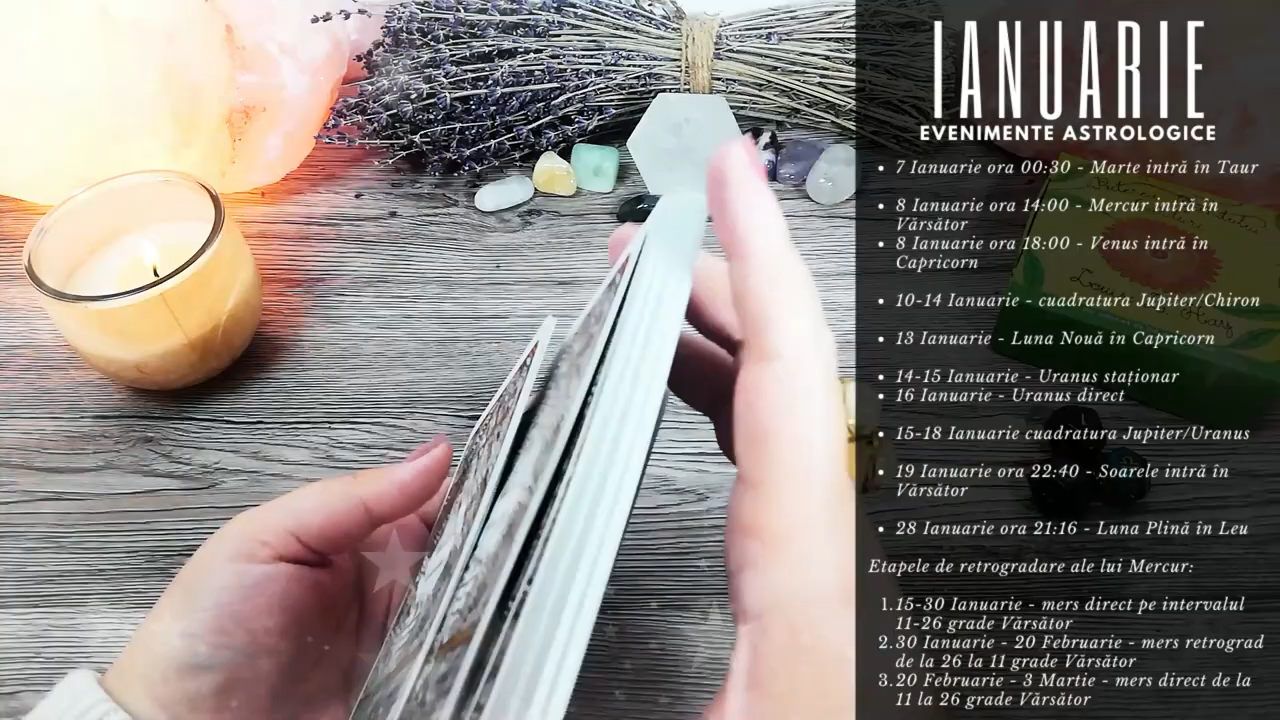 IANUARIE
EVENIMENTE ASTROLOGICE
• 7 Ianuarie ora 00:30 - Marte intră în Taur
• 8 Ianuarie ora 14:00 - Mercur intră în
Vărsător
• 8 Ianuarie ora 18:00 - Venus intră în
Capricorn
• 10-14 Ianuarie - cuadratura Jupiter/Chiron
• 13 Ianuarie - Luna Nouă în Capricorn
• 14-15 Ianuarie - Uranus staționar
• 16 Ianuarie - Uranus direct
• 15-18 Ianuarie cuadratura Jupiter/Uranus
• 19 Ianuarie ora 22:40 - Soarele intră în
Vărsător
• 28 Ianuarie ora 21:16 - Luna Plină în Leu
Etapele de retrogradare ale lui Mercur:
1. 15-30 Ianuarie - mers direct pe intervalul
11-26 grade Vărsător
2. 30 Ianuarie - 20 Februarie - mers retrograd
de la 26 la 11 grade Vărsător
3. 20 Februarie - 3 Martie - mers direct de la
11 la 26 grade Vărsător